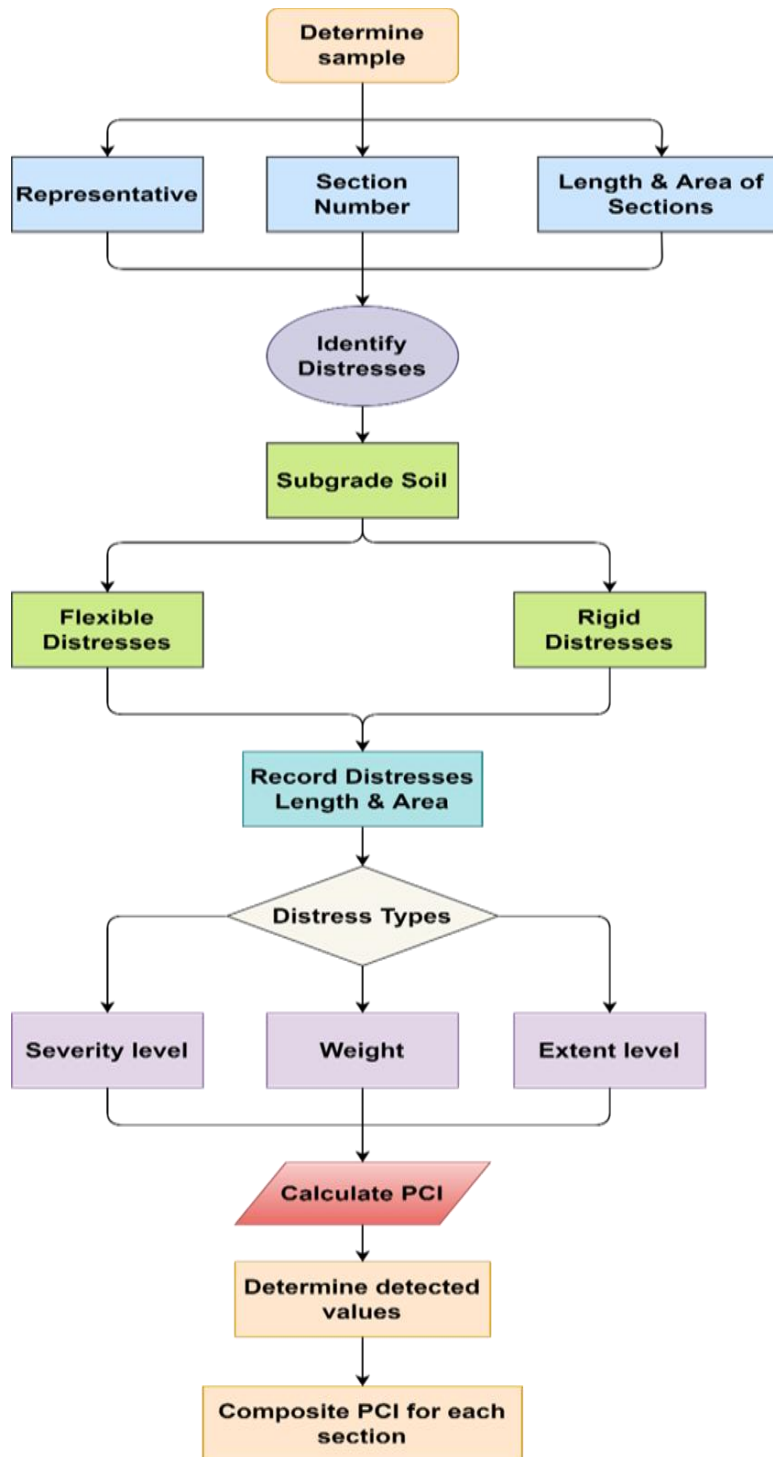 Determine
sample
Representative
Section
Number
Length & Area of
Sections
Identify
Distresses
Subgrade Soil
Flexible
Distresses
Rigid
Distresses
Record Distresses
Length & Area
Distress Types
Severity level
Weight
Extent level
Calculate PCI
Determine detected
values
Composite PCI for each
section